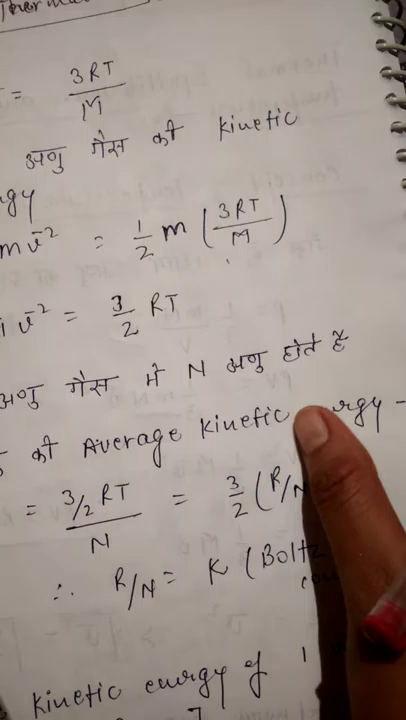 = 3RT/M
अणु गैस की kinetic
mv̄² = 1/2 m (3RT/M)
v̄² = 3/2 RT
अणु गैस में N अणु होते है
की Average kinetic
= 3/2 RT/N = 3/2 (R/N
∴ R/N = K (Boltz
kinetic energy of 1